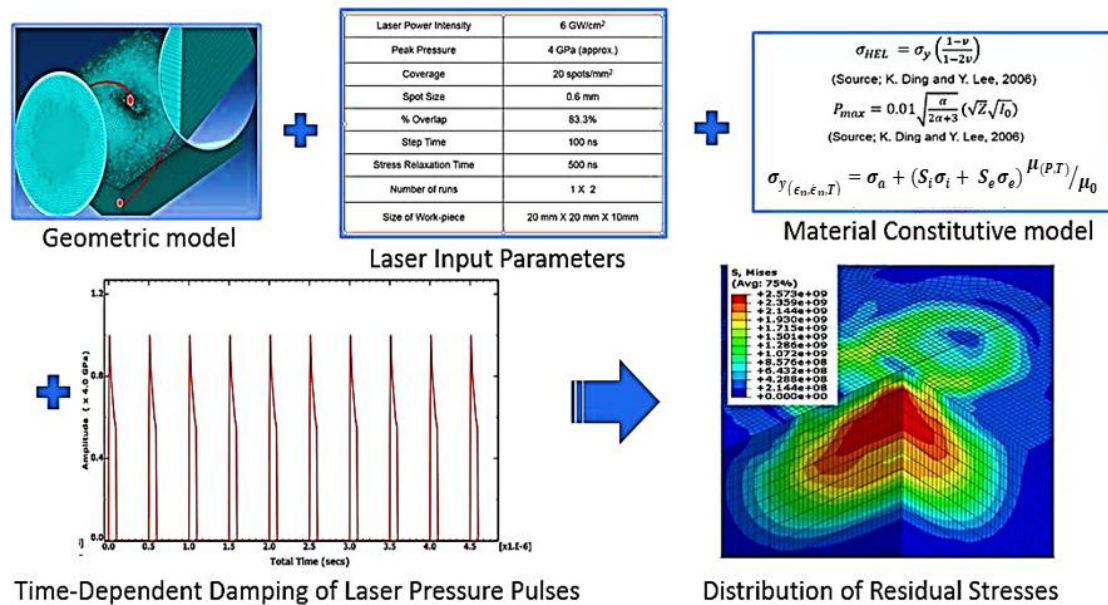 Laser Power Intensity 6 GW/cm²
Peak Pressure 4 GPa (approx.)
Coverage 20 spots/mm²
Spot Size 0.6 mm
% Overlap 83.3%
Step Time 100 ns
Stress Relaxation Time 500 ns
Number of runs 1 X 2
Size of Work-piece 20 mm X 20 mm X 10mm
σ_HEL = σ_y ((1−ν)/(1−2ν))
(Source; K. Ding and Y. Lee, 2006)
P_max = 0.01 √(α/(2α+3)) (√Z√I₀)
(Source; K. Ding and Y. Lee, 2006)
σ_y(ϵₙ,ϵ̇ₙ,T) = σ_a + (S_iσ_i + S_eσ_e) μ(P,T)/μ₀
Geometric model
Laser Input Parameters
Material Constitutive model
1.2
0.8
0.4
0.0
Amplitude ( x 4.0 GPa)
0.0 0.5 1.0 1.5 2.0 2.5 3.0 3.5 4.0 4.5 [x1.E-6]
Total Time (secs)
S, Mises
(Avg: 75%)
+2.573e+09
+2.359e+09
+2.144e+09
+1.930e+09
+1.715e+09
+1.501e+09
+1.286e+09
+1.072e+09
+8.576e+08
+6.432e+08
+4.288e+08
+2.144e+08
+0.000e+00
Time-Dependent Damping of Laser Pressure Pulses
Distribution of Residual Stresses